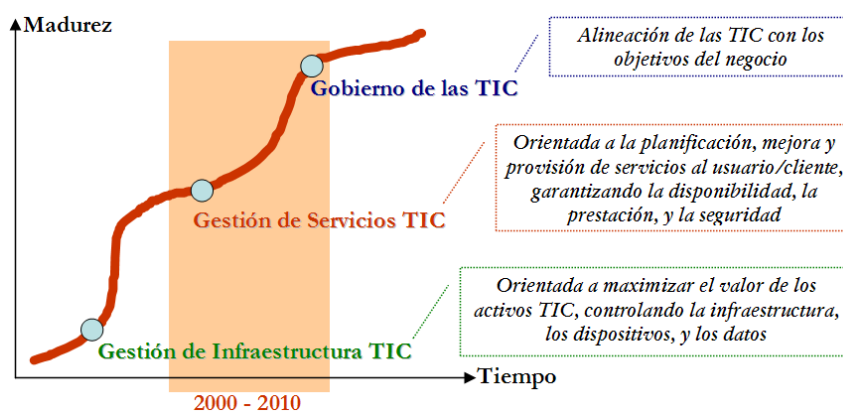 Madurez
Alineación de las TIC con los
objetivos del negocio
Gobierno de las TIC
Orientada a la planificación, mejora y
provisión de servicios al usuario/cliente,
garantizando la disponibilidad, la
prestación, y la seguridad
Gestión de Servicios TIC
Orientada a maximizar el valor de los
activos TIC, controlando la infraestructura,
los dispositivos, y los datos
Gestión de Infraestructura TIC
Tiempo
2000 - 2010